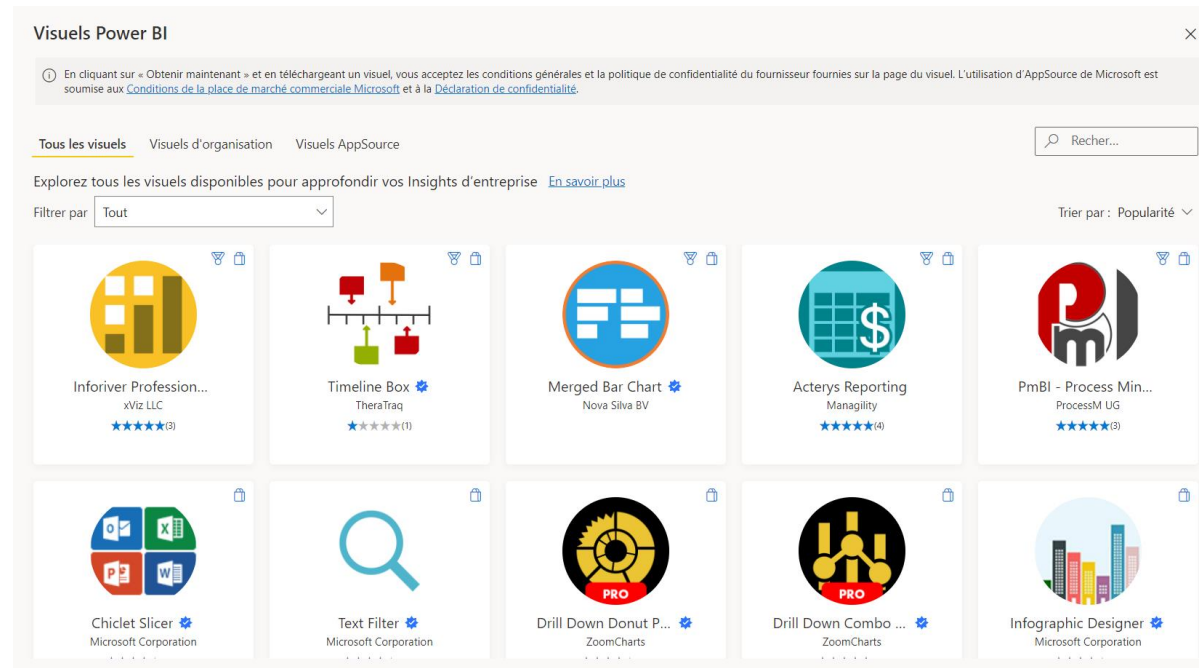 Visuels Power BI
En cliquant sur « Obtenir maintenant » et en téléchargeant un visuel, vous acceptez les conditions générales et la politique de confidentialité du fournisseur fournies sur la page du visuel. L'utilisation d'AppSource de Microsoft est
soumise aux Conditions de la place de marché commerciale Microsoft et à la Déclaration de confidentialité.
Tous les visuels Visuels d'organisation Visuels AppSource Recher...
Explorez tous les visuels disponibles pour approfondir vos Insights d'entreprise En savoir plus
Filtrer par Tout Trier par : Popularité
Inforiver Profession... Timeline Box Merged Bar Chart Acterys Reporting PmBI - Process Min...
xViz LLC TheraTraq Nova Silva BV Managility ProcessM UG
(3) (1) (4) (3)
PRO PRO
Chiclet Slicer Text Filter Drill Down Donut P... Drill Down Combo ... Infographic Designer
Microsoft Corporation Microsoft Corporation ZoomCharts ZoomCharts Microsoft Corporation